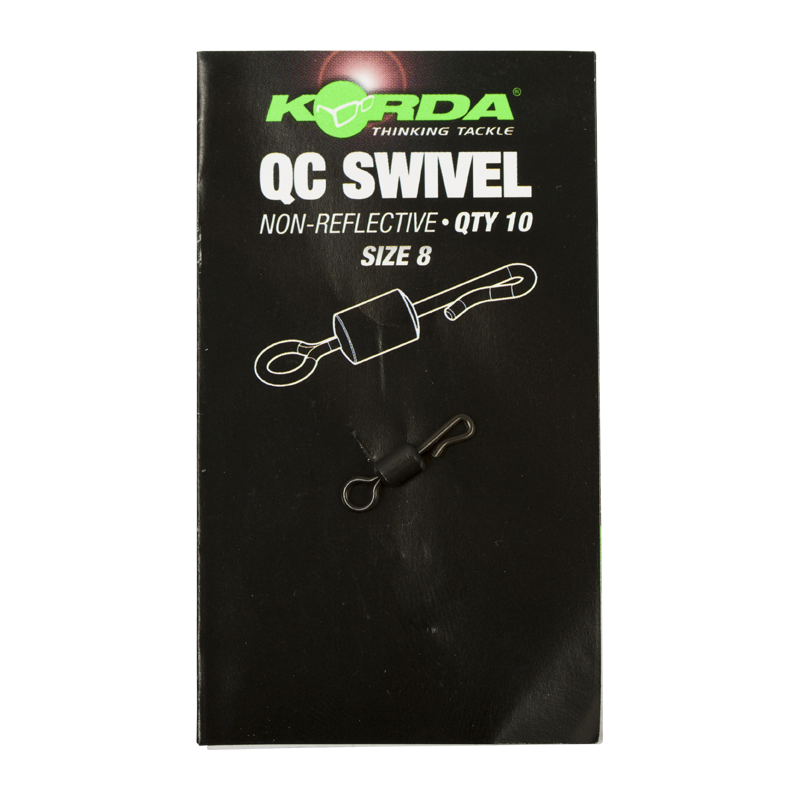 KORDA®
THINKING TACKLE
QC SWIVEL
NON-REFLECTIVE • QTY 10
SIZE 8